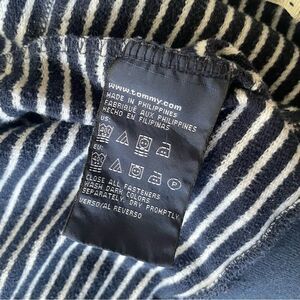 www.tommy.com
MADE IN PHILIPPINES
FABRIQUÉ AUX PHILIPPINES
HECHO EN FILIPINAS
US:
EU:
CLOSE ALL FASTENERS
WASH DARK COLORS
SEPARATELY. DRY PROMPTLY.
VERSO/AL REVERSO